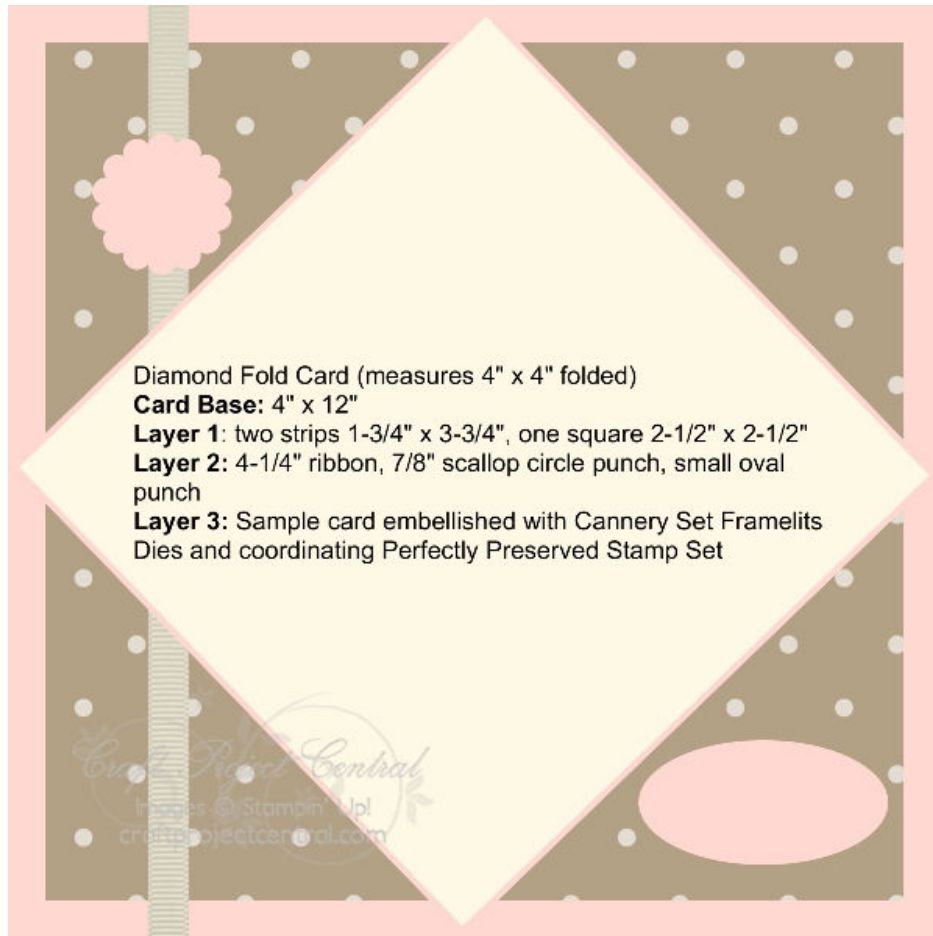 Diamond Fold Card (measures 4" x 4" folded)
Card Base: 4" x 12"
Layer 1: two strips 1-3/4" x 3-3/4", one square 2-1/2" x 2-1/2"
Layer 2: 4-1/4" ribbon, 7/8" scallop circle punch, small oval
punch
Layer 3: Sample card embellished with Cannery Set Framelits
Dies and coordinating Perfectly Preserved Stamp Set
Craft Project Central
Images © Stampin' Up!
craftprojectcentral.com